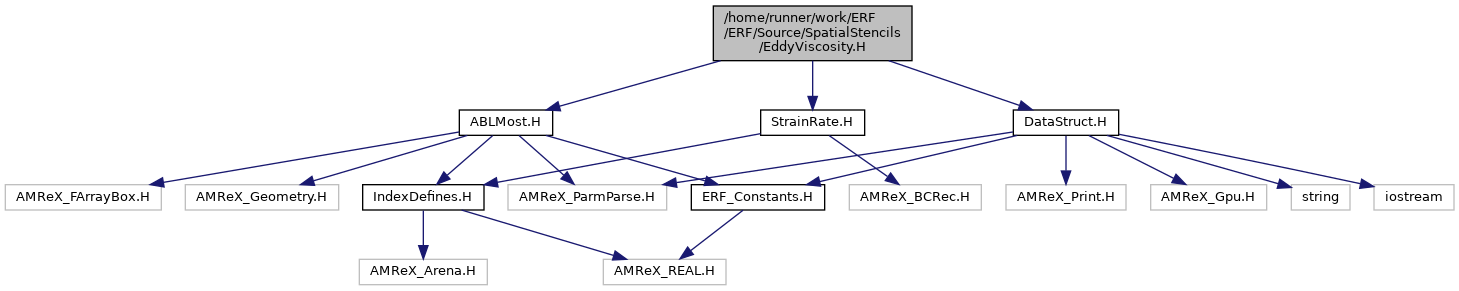 /home/runner/work/ERF
/ERF/Source/SpatialStencils
/EddyViscosity.H
ABLMost.H
StrainRate.H
DataStruct.H
AMReX_FArrayBox.H
AMReX_Geometry.H
IndexDefines.H
AMReX_ParmParse.H
ERF_Constants.H
AMReX_BCRec.H
AMReX_Print.H
AMReX_Gpu.H
string
iostream
AMReX_Arena.H
AMReX_REAL.H